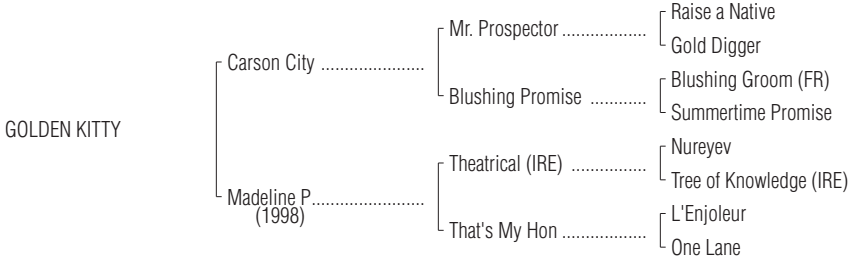 Raise a Native
Mr. Prospector ..................
Gold Digger
Carson City ......................
Blushing Groom (FR)
Blushing Promise ............
Summertime Promise
GOLDEN KITTY
Nureyev
Theatrical (IRE) ................
Tree of Knowledge (IRE)
Madeline P........................
(1998)
L'Enjoleur
That's My Hon ..................
One Lane